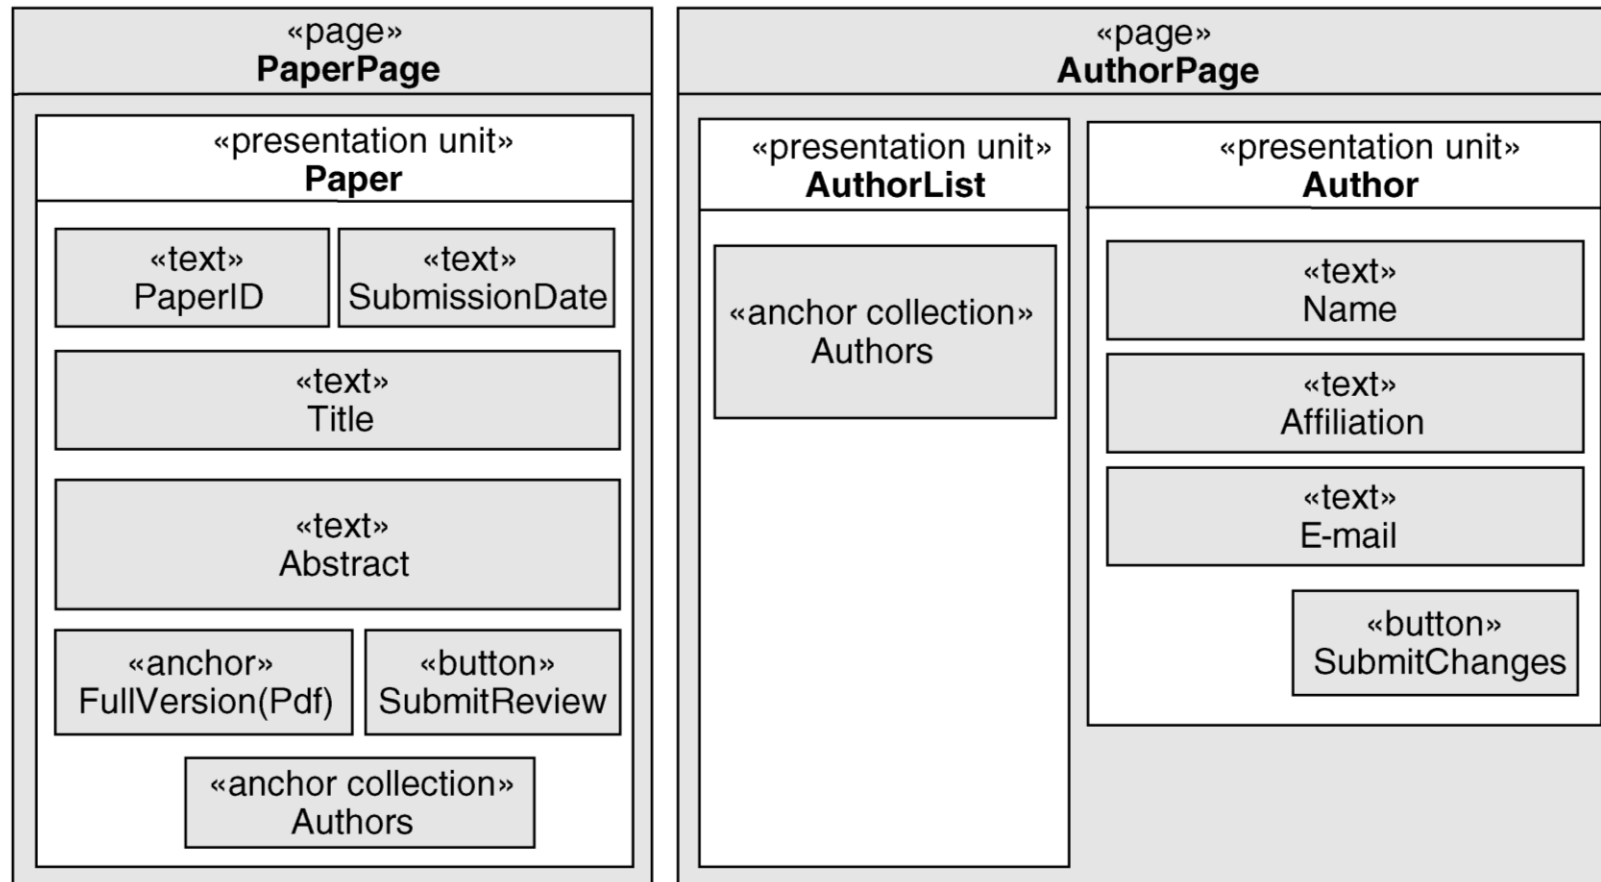 «page»
PaperPage
«presentation unit»
Paper
«text»
PaperID
«text»
SubmissionDate
«text»
Title
«text»
Abstract
«anchor»
FullVersion(Pdf)
«button»
SubmitReview
«anchor collection»
Authors
«page»
AuthorPage
«presentation unit»
AuthorList
«anchor collection»
Authors
«presentation unit»
Author
«text»
Name
«text»
Affiliation
«text»
E-mail
«button»
SubmitChanges